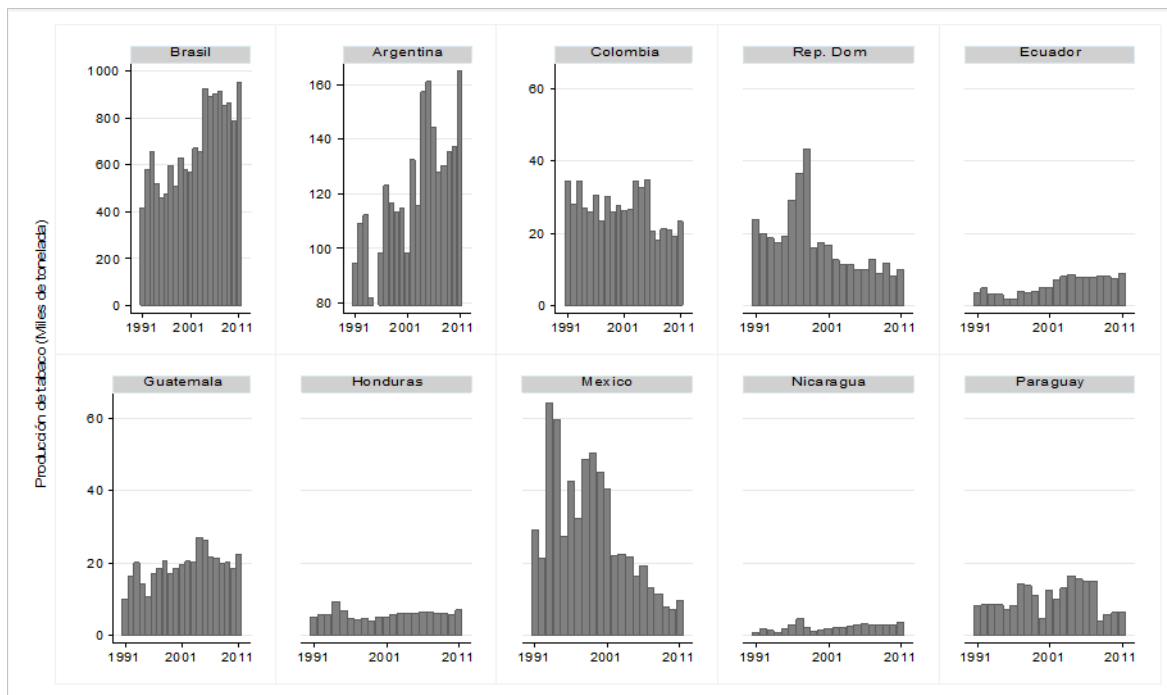 Producción de tabaco (Miles de tonelada)
Brasil
1000
800
600
400
200
0
1991 2001 2011
Argentina
160
140
120
100
80
1991 2001 2011
Colombia
60
40
20
0
1991 2001 2011
Rep. Dom
1991 2001 2011
Ecuador
1991 2001 2011
Guatemala
60
40
20
0
1991 2001 2011
Honduras
1991 2001 2011
Mexico
1991 2001 2011
Nicaragua
1991 2001 2011
Paraguay
1991 2001 2011